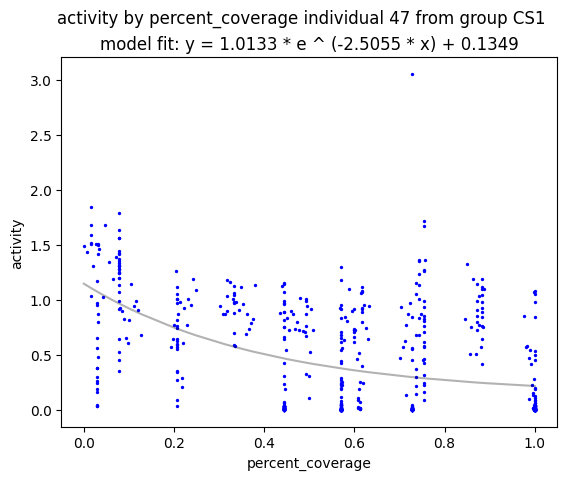 activity by percent_coverage individual 47 from group CS1
model fit: y = 1.0133 * e ^ (-2.5055 * x) + 0.1349
3.0
2.5
2.0
1.5
1.0
0.5
0.0
activity
0.0 0.2 0.4 0.6 0.8 1.0
percent_coverage